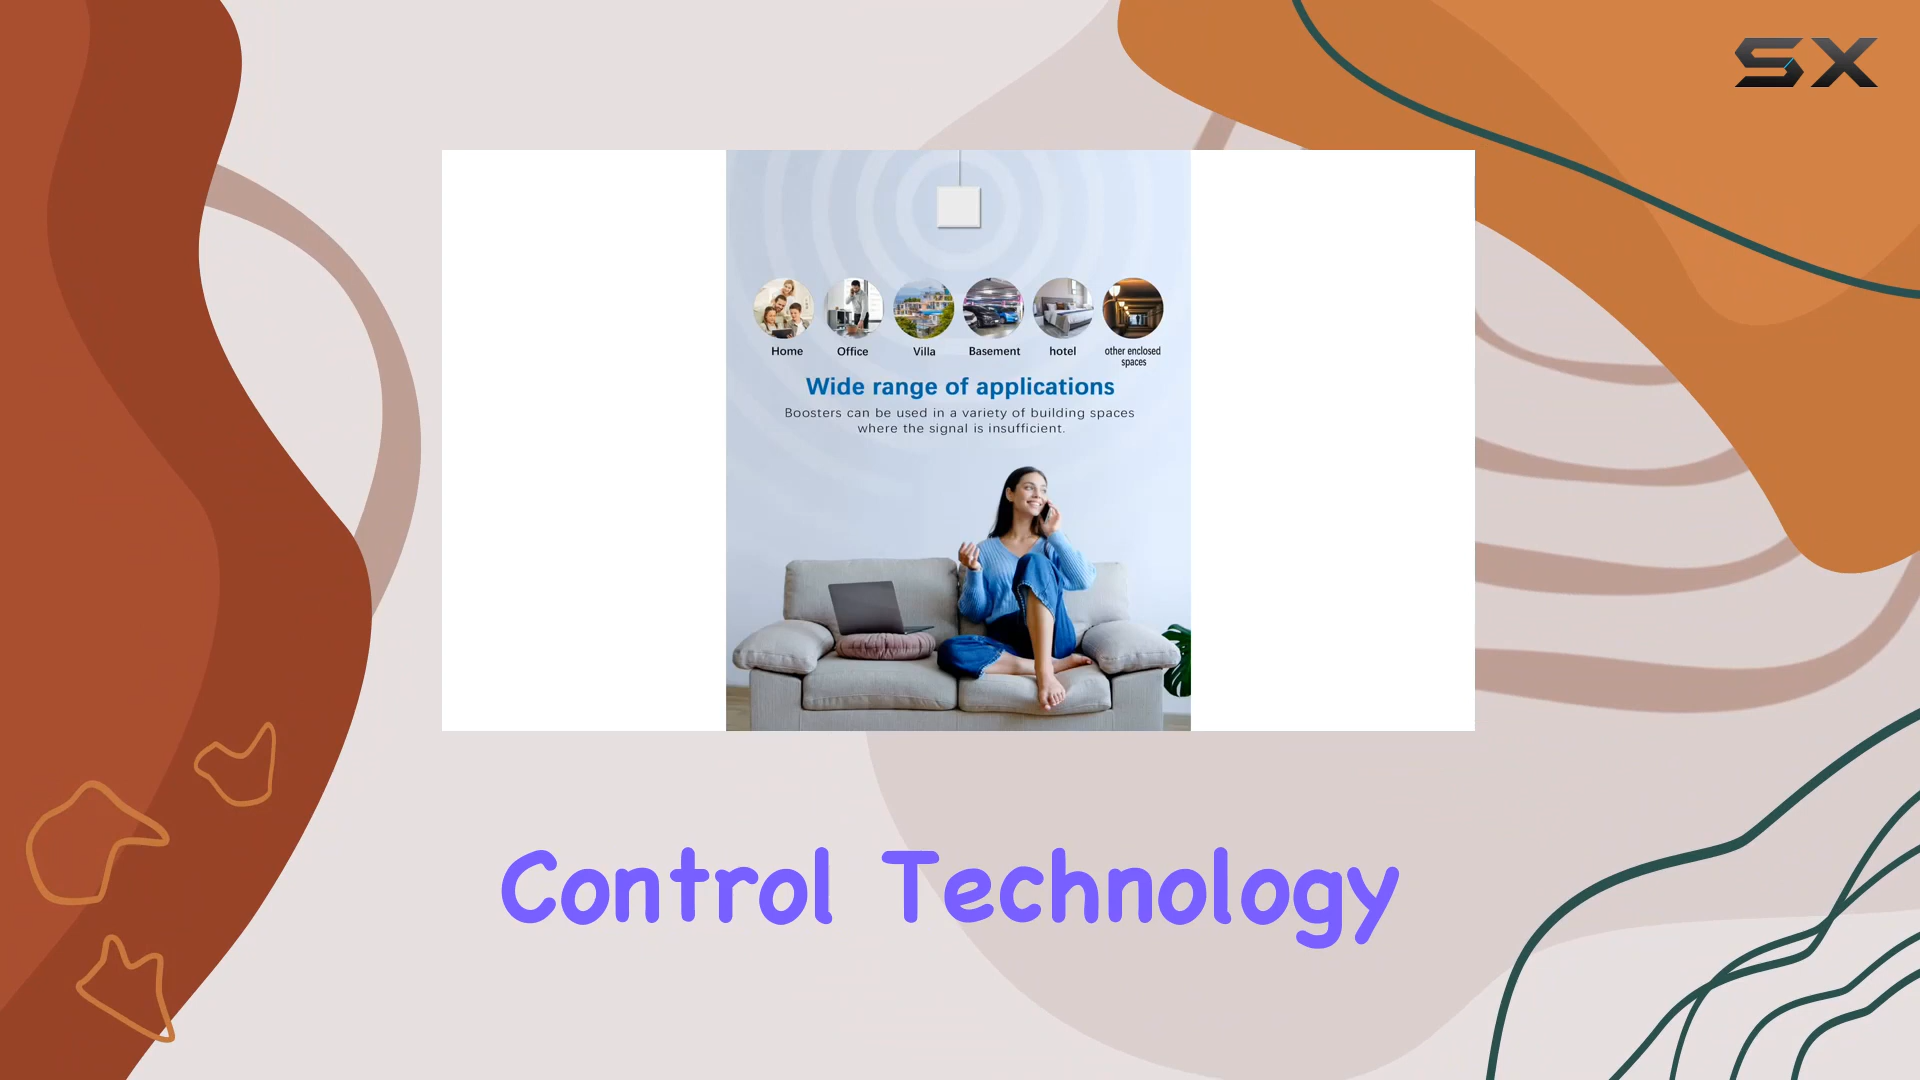 SX
Home Office Villa Basement hotel other enclosed
spaces
Wide range of applications
Boosters can be used in a variety of building spaces
where the signal is insufficient.
Control Technology